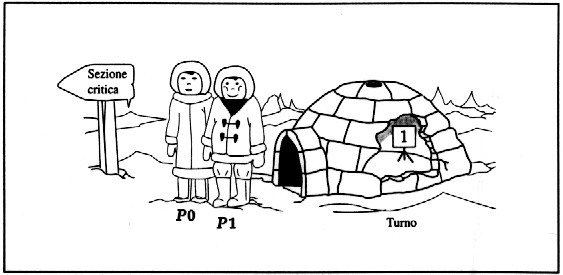 Sezione
critica
1
P0
P1
Turno